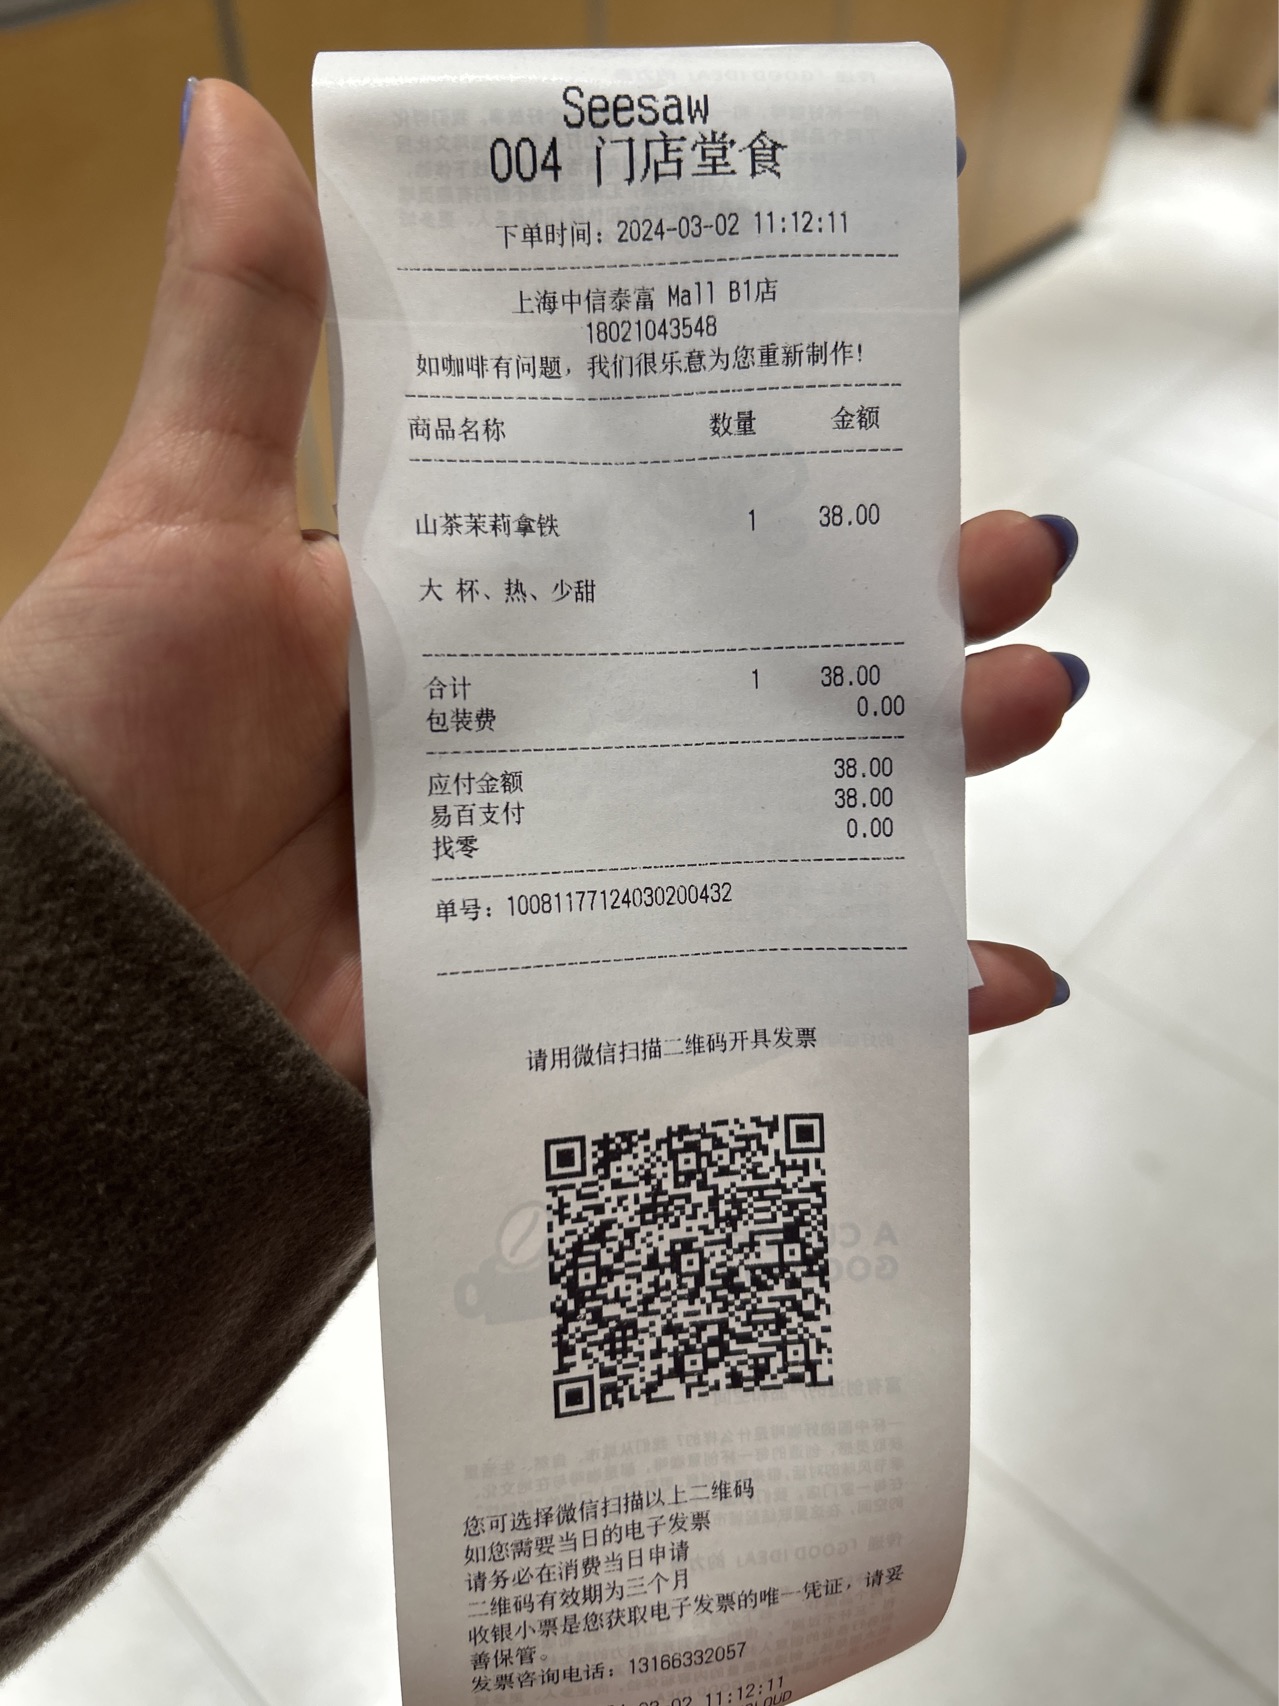 Seesaw
004 门店堂食
下单时间：2024-03-02 11:12:11
上海中信泰富 Mall B1店
18021043548
如咖啡有问题，我们很乐意为您重新制作！
商品名称 数量 金额
山茶茉莉拿铁 1 38.00
大 杯、热、少甜
合计 1 38.00
包装费 0.00
应付金额 38.00
易百支付 38.00
找零 0.00
单号：10081177124030200432
请用微信扫描二维码开具发票
您可选择微信扫描以上二维码
如您需要当日的电子发票
请务必在消费当日申请
二维码有效期为三个月
收银小票是您获取电子发票的唯一凭证，请妥
善保管。
发票咨询电话：13166332057
11:12:11